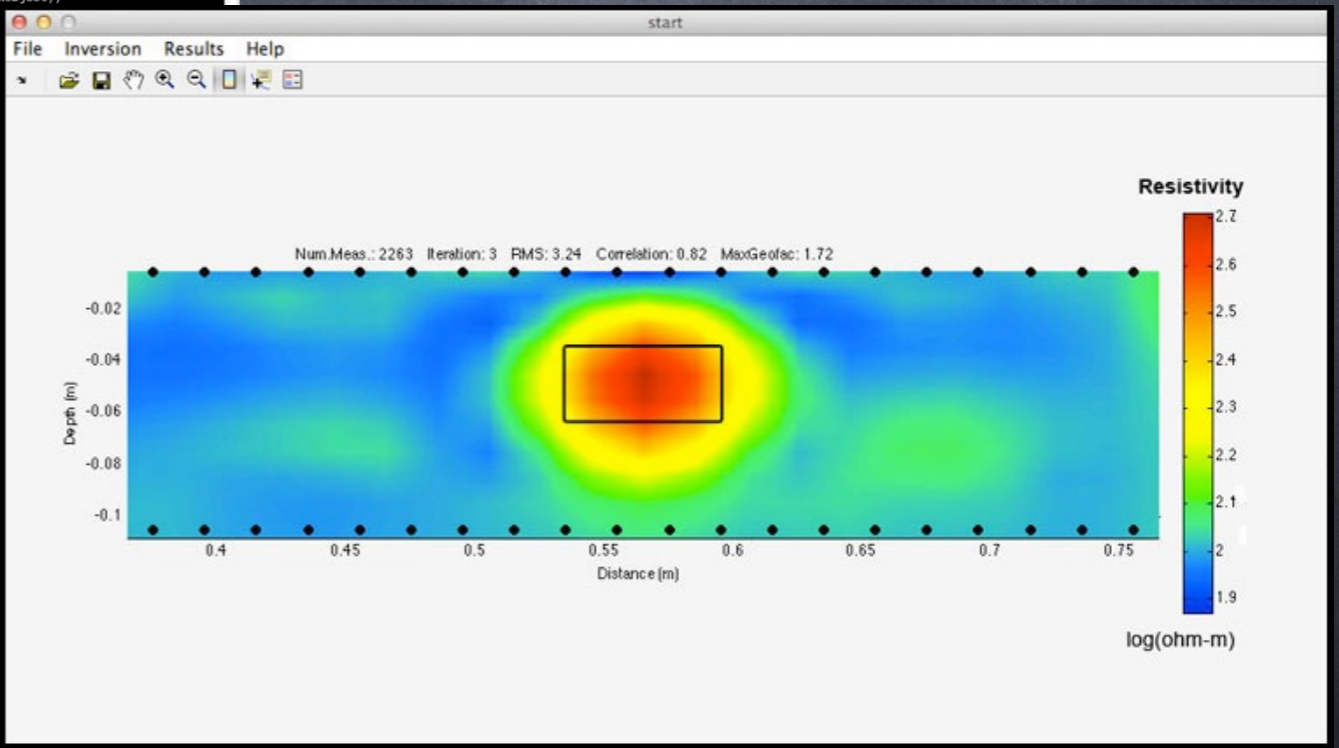 start
File Inversion Results Help
Resistivity
Num.Meas.: 2263 Iteration: 3 RMS: 3.24 Correlation: 0.82 MaxGeofac: 1.72
2.7
2.6
2.5
2.4
2.3
2.2
2.1
2
1.9
-0.02
-0.04
-0.06
-0.08
-0.1
Depth (m)
0.4 0.45 0.5 0.55 0.6 0.65 0.7 0.75
Distance (m)
log(ohm-m)